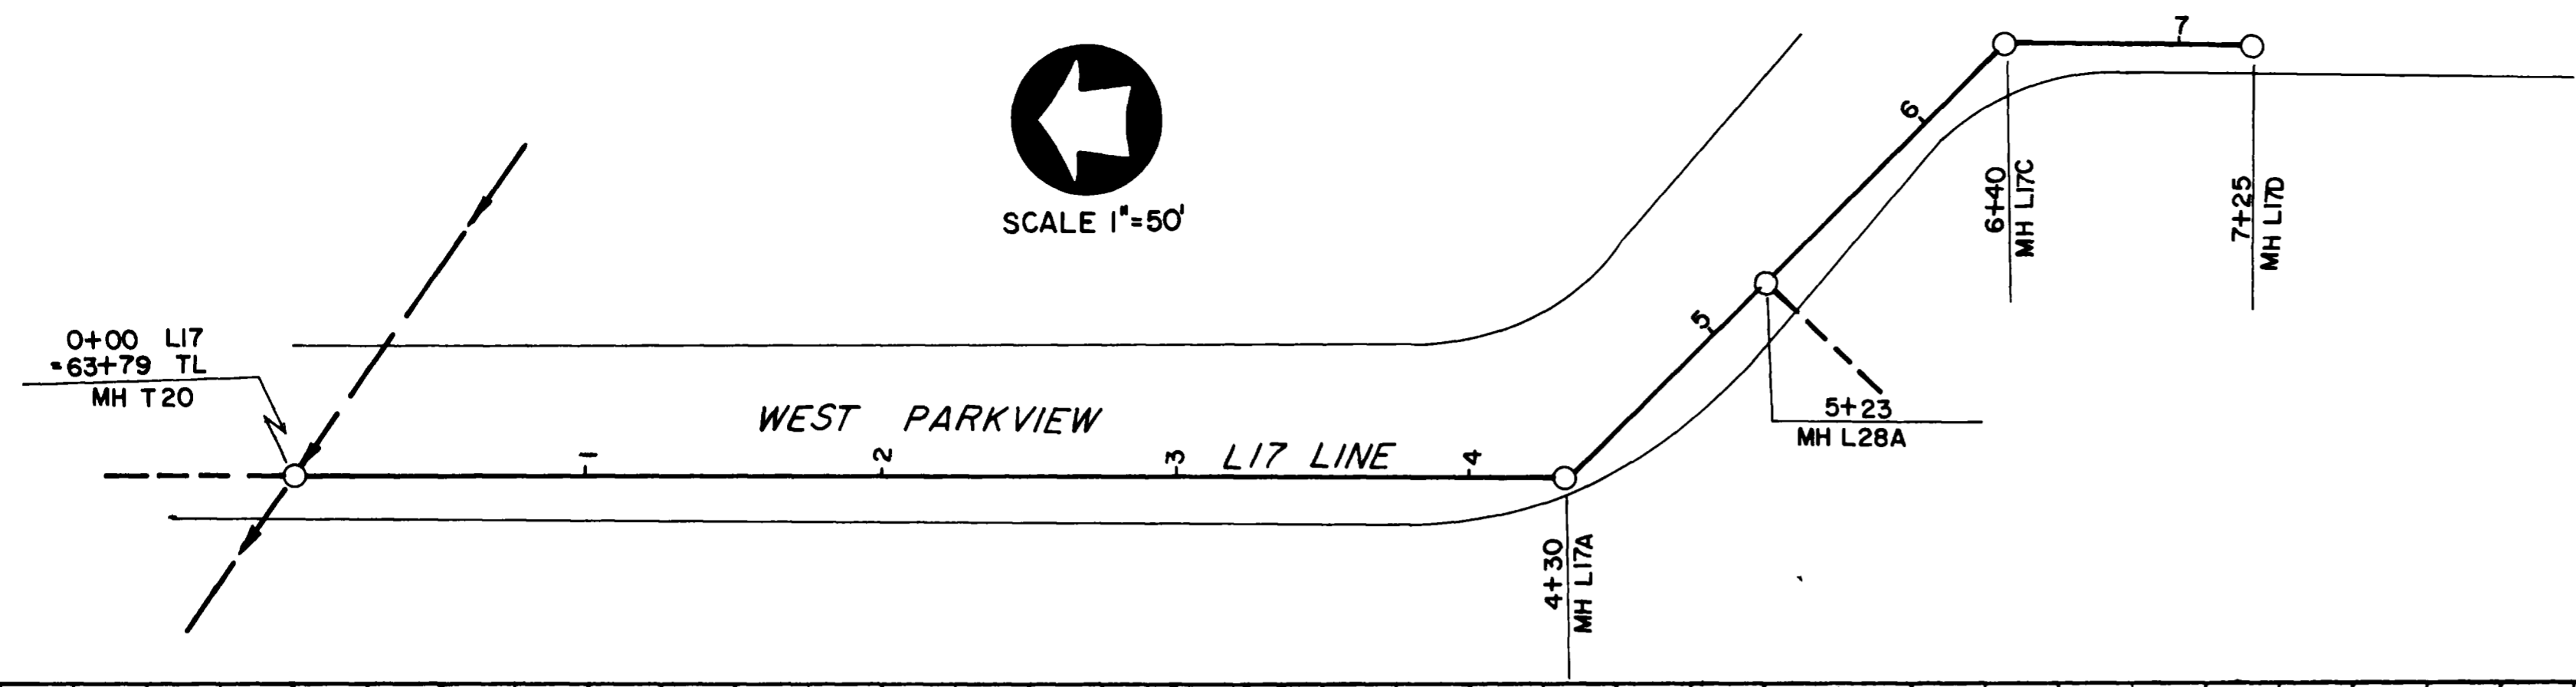 7
6
SCALE 1"=50'
6+40
MH L17C
7+25
MH L17D
5
0+00 L17
=63+79 TL
MH T20
WEST PARKVIEW
5+23
MH L28A
1
2
3
L17 LINE
4
4+30
MH L17A